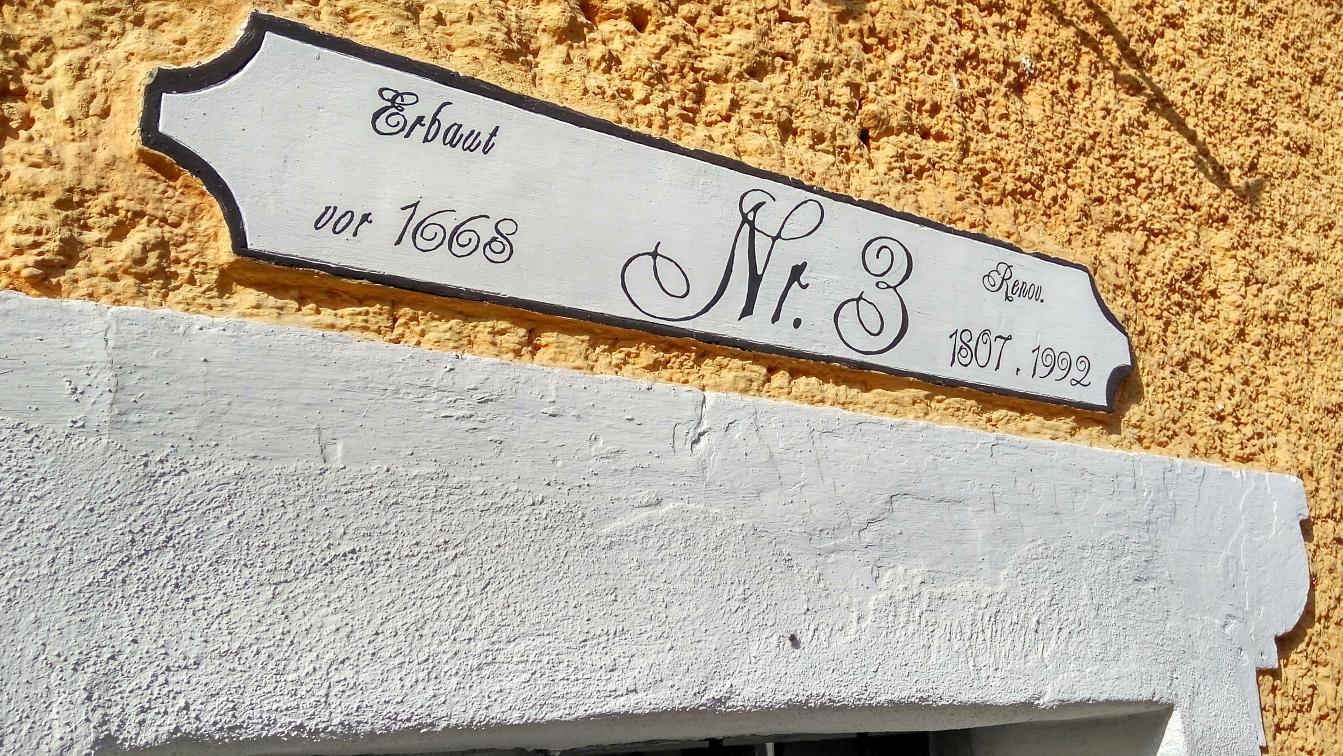 Erbaut
vor 1668
Nr. 3
Renov.
1807 . 1992